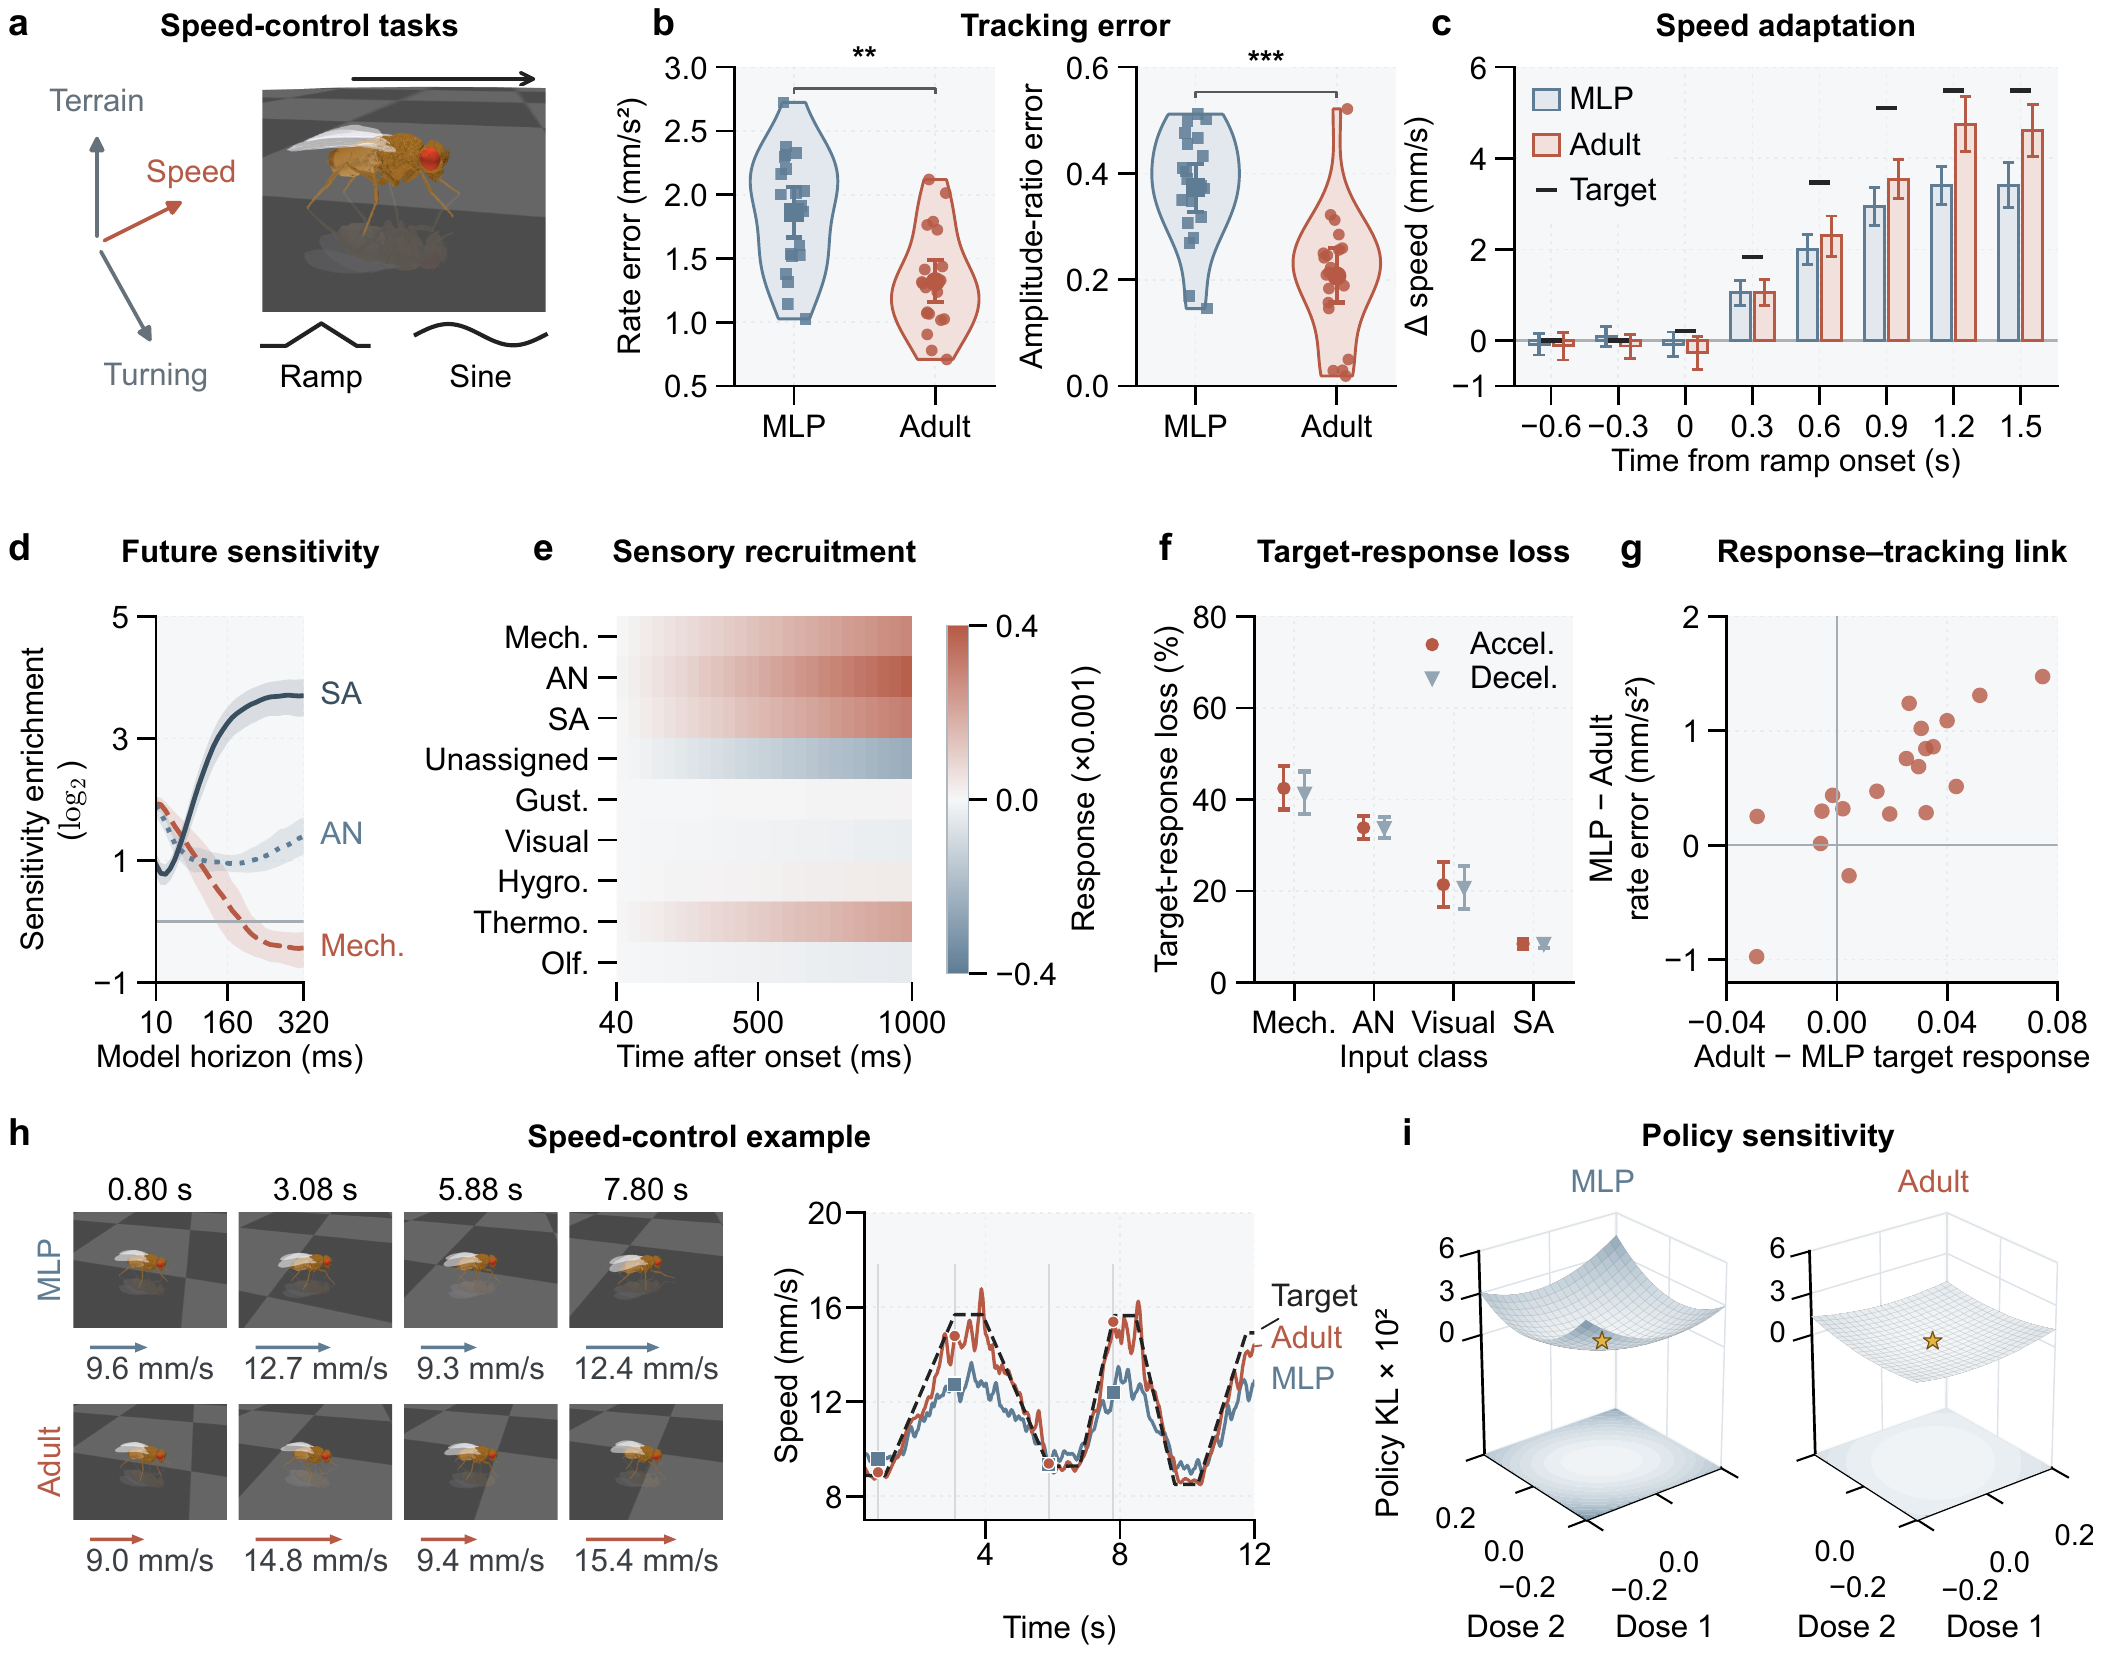 a
Speed-control tasks
Terrain
Speed
Turning
Ramp
Sine
b
Tracking error
**
3.0
2.5
2.0
1.5
1.0
0.5
Rate error (mm/s²)
MLP
Adult
***
0.6
0.4
0.2
0.0
Amplitude-ratio error
MLP
Adult
c
Speed adaptation
6
4
2
0
−1
Δ speed (mm/s)
MLP
Adult
Target
−0.6
−0.3
0
0.3
0.6
0.9
1.2
1.5
Time from ramp onset (s)
d
Future sensitivity
5
3
1
−1
Sensitivity enrichment
(log₂)
SA
AN
Mech.
10
160
320
Model horizon (ms)
e
Sensory recruitment
Mech.
AN
SA
Unassigned
Gust.
Visual
Hygro.
Thermo.
Olf.
40
500
1000
Time after onset (ms)
0.4
0.0
−0.4
Response (×0.001)
f
Target-response loss
80
60
40
20
0
Target-response loss (%)
Accel.
Decel.
Mech.
AN
Visual
SA
Input class
g
Response–tracking link
2
1
0
−1
MLP − Adult
rate error (mm/s²)
−0.04
0.00
0.04
0.08
Adult − MLP target response
h
Speed-control example
0.80 s
3.08 s
5.88 s
7.80 s
MLP
9.6 mm/s
12.7 mm/s
9.3 mm/s
12.4 mm/s
Adult
9.0 mm/s
14.8 mm/s
9.4 mm/s
15.4 mm/s
20
16
12
8
Speed (mm/s)
Target
Adult
MLP
4
8
12
Time (s)
i
Policy sensitivity
MLP
6
3
0
Policy KL × 10²
0.2
0.0
−0.2
Dose 2
0.0
−0.2
Dose 1
Adult
6
3
0
0.0
−0.2
Dose 2
0.2
0.0
−0.2
Dose 1